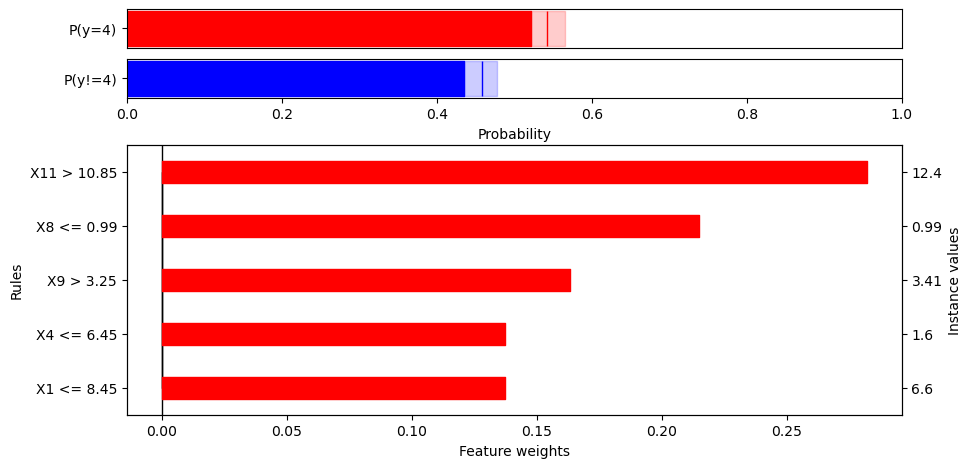 P(y=4)
P(y!=4)
0.0 0.2 0.4 0.6 0.8 1.0
Probability
X11 > 10.85 12.4
X8 <= 0.99 0.99
X9 > 3.25 3.41
X4 <= 6.45 1.6
X1 <= 8.45 6.6
Rules
Instance values
0.00 0.05 0.10 0.15 0.20 0.25
Feature weights